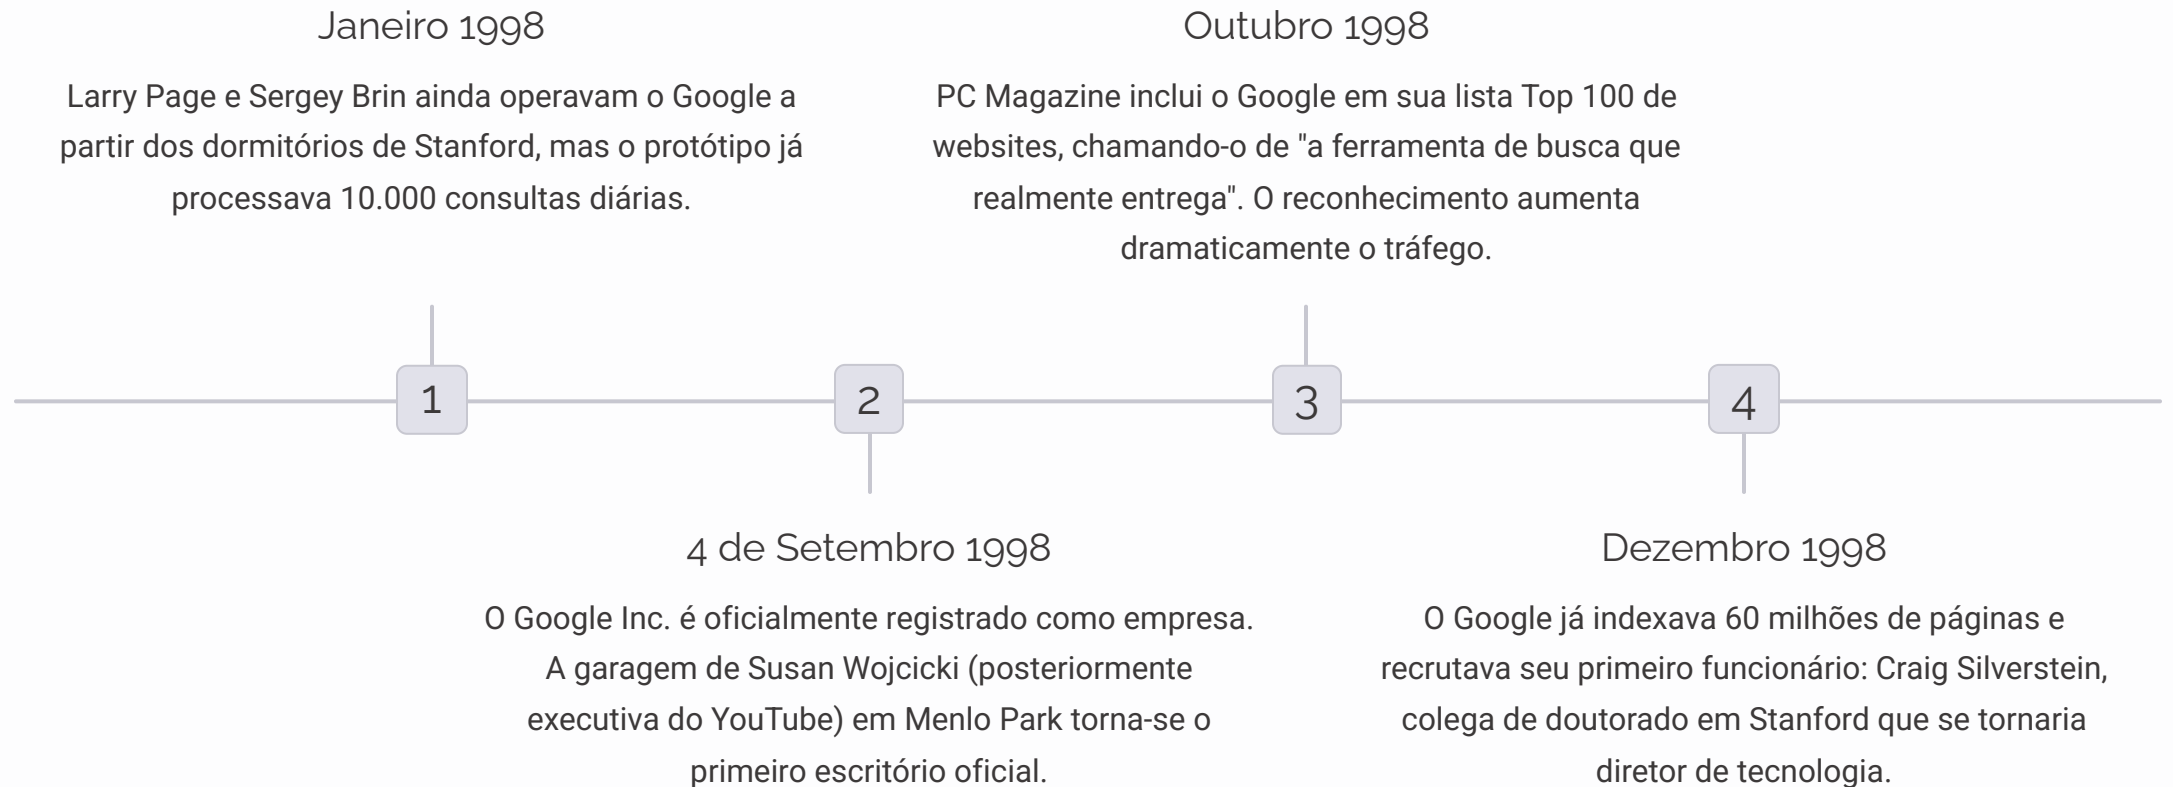 Janeiro 1998
Larry Page e Sergey Brin ainda operavam o Google a
partir dos dormitórios de Stanford, mas o protótipo já
processava 10.000 consultas diárias.
Outubro 1998
PC Magazine inclui o Google em sua lista Top 100 de
websites, chamando-o de "a ferramenta de busca que
realmente entrega". O reconhecimento aumenta
dramaticamente o tráfego.
1
2
3
4
4 de Setembro 1998
O Google Inc. é oficialmente registrado como empresa.
A garagem de Susan Wojcicki (posteriormente
executiva do YouTube) em Menlo Park torna-se o
primeiro escritório oficial.
Dezembro 1998
O Google já indexava 60 milhões de páginas e
recrutava seu primeiro funcionário: Craig Silverstein,
colega de doutorado em Stanford que se tornaria
diretor de tecnologia.